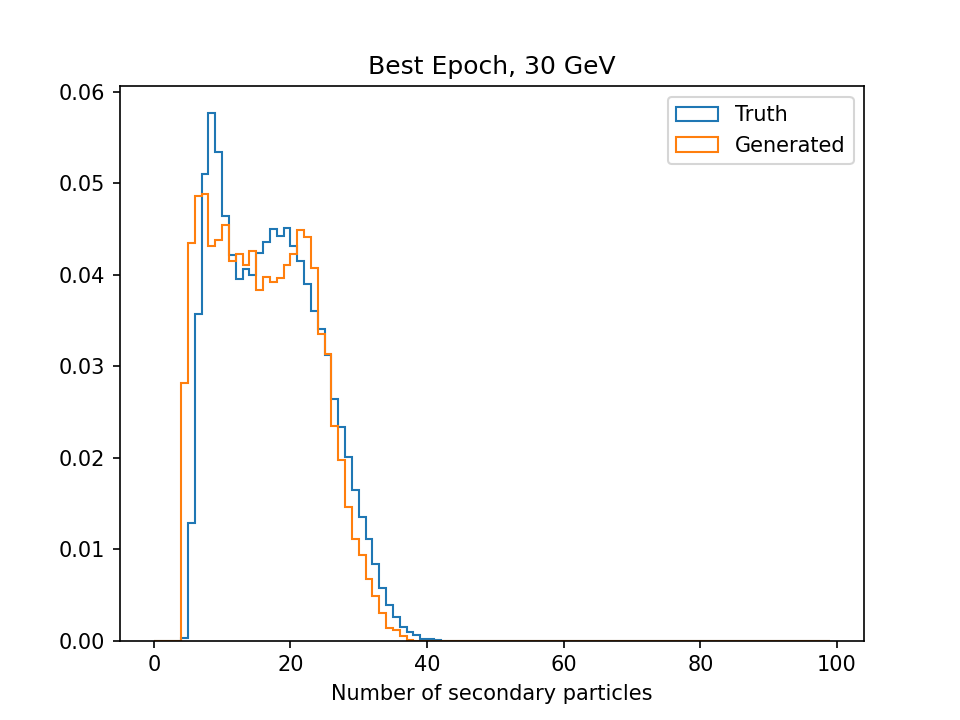 Best Epoch, 30 GeV
Truth
Generated
0.06
0.05
0.04
0.03
0.02
0.01
0.00
0 20 40 60 80 100
Number of secondary particles